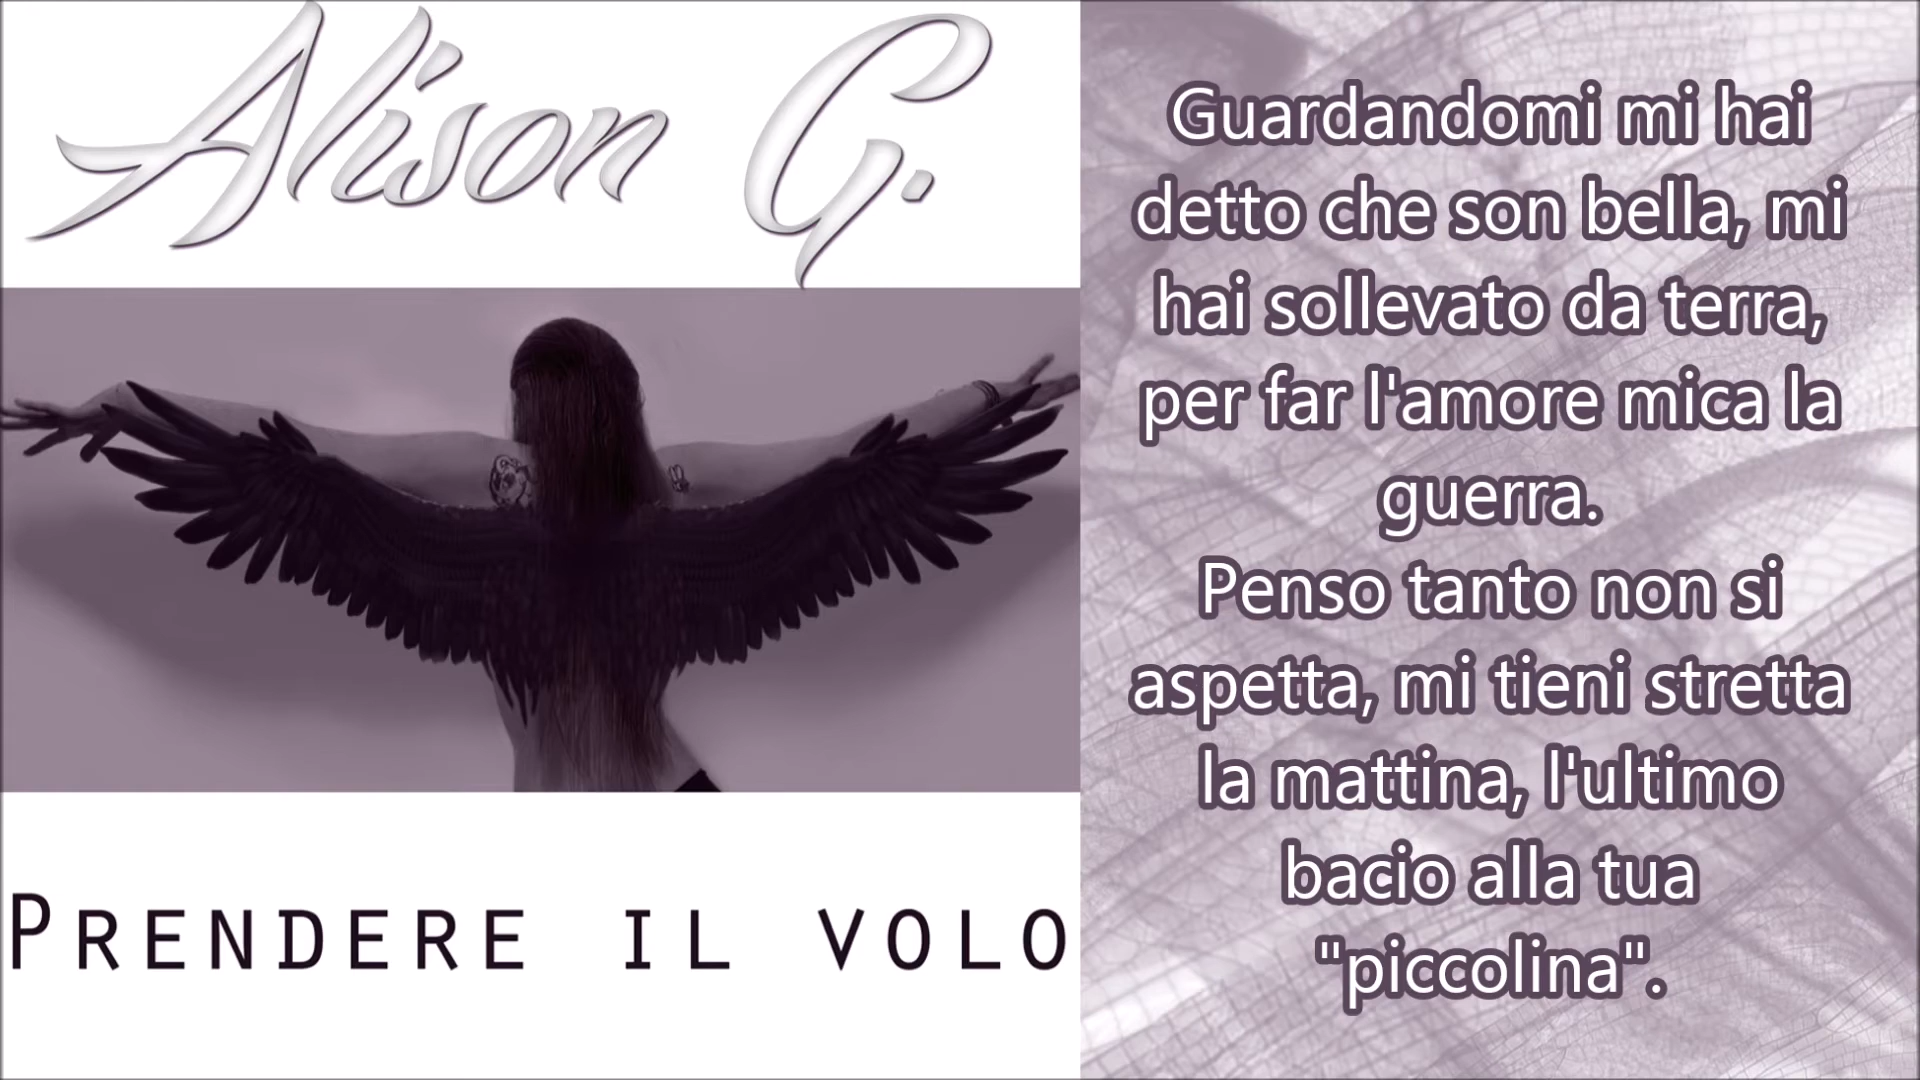 Alison G.
PRENDERE IL VOLO
Guardandomi mi hai
detto che son bella, mi
hai sollevato da terra,
per far l'amore mica la
guerra.
Penso tanto non si
aspetta, mi tieni stretta
la mattina, l'ultimo
bacio alla tua
"piccolina".